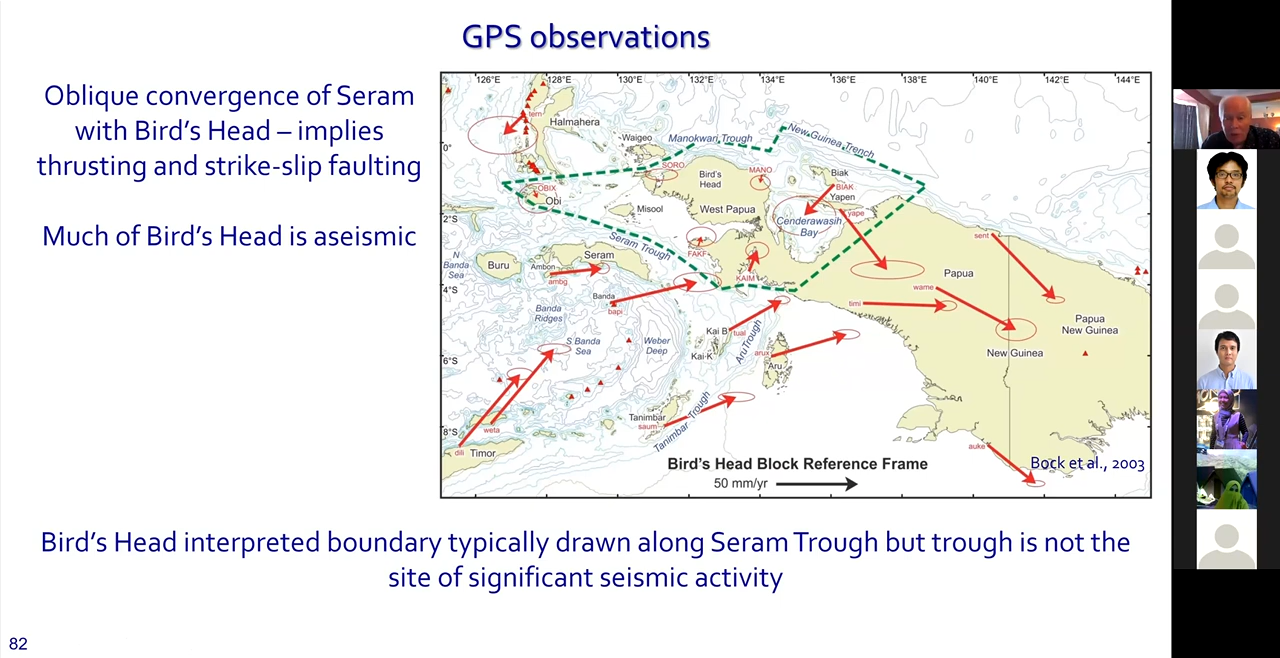 GPS observations
Oblique convergence of Seram
with Bird's Head – implies
thrusting and strike-slip faulting
Much of Bird's Head is aseismic
126°E 128°E 130°E 132°E 134°E 136°E 138°E 140°E 142°E 144°E
tern
Halmahera
New Guinea Trench
Waigeo
Manokwari Trough
0°
SORO
MANO
Bird's
Head
Biak
BIAK
OBIX
Yapen
Obi
Misool
West Papua
yape
2°S
Cenderawasih
Bay
Seram Trough
sent
FAKF
N
Banda
Sea
Buru
Ambon
Seram
KAIM
Papua
ambg
4°S
wame
Banda
bapi
timi
Banda
Ridges
Papua
New Guinea
Kai B
tual
Aru Trough
S Banda
Sea
Weber
Deep
Kai-K
arux
New Guinea
6°S
Aru
Tanimbar
saum
Tanimbar Trough
weta
8°S
auke
dili
Timor
Bird's Head Block Reference Frame
Bock et al., 2003
50 mm/yr
Bird's Head interpreted boundary typically drawn along Seram Trough but trough is not the
site of significant seismic activity
82